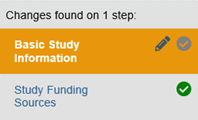 Changes found on 1 step:
Basic Study
Information
Study Funding
Sources